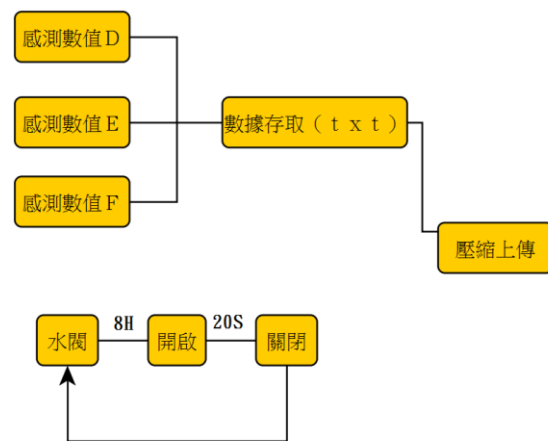 感測數值D
感測數值E
數據存取(txt)
感測數值F
壓縮上傳
8H
20S
水閥
開啟
關閉